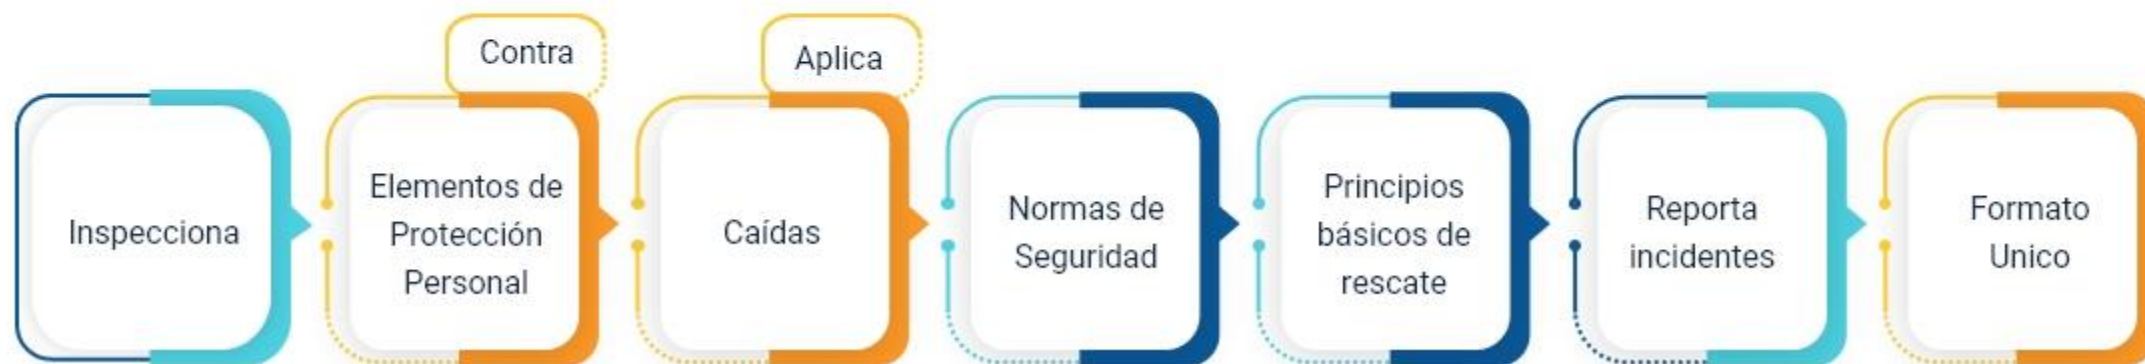 Inspecciona
Elementos de
Protección
Personal
Contra
Caídas
Aplica
Normas de
Seguridad
Principios
básicos de
rescate
Reporta
incidentes
Formato
Unico